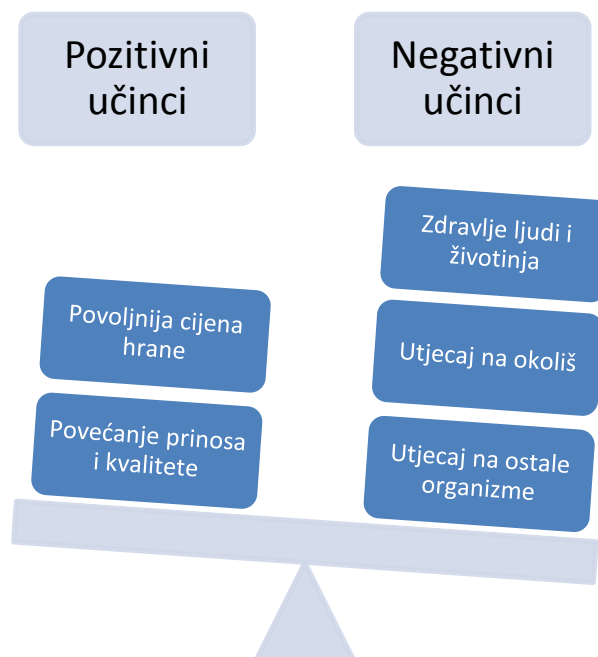 Pozitivni
učinci
Negativni
učinci
Povoljnija cijena
hrane
Povećanje prinosa
i kvalitete
Zdravlje ljudi i
životinja
Utjecaj na okoliš
Utjecaj na ostale
organizme